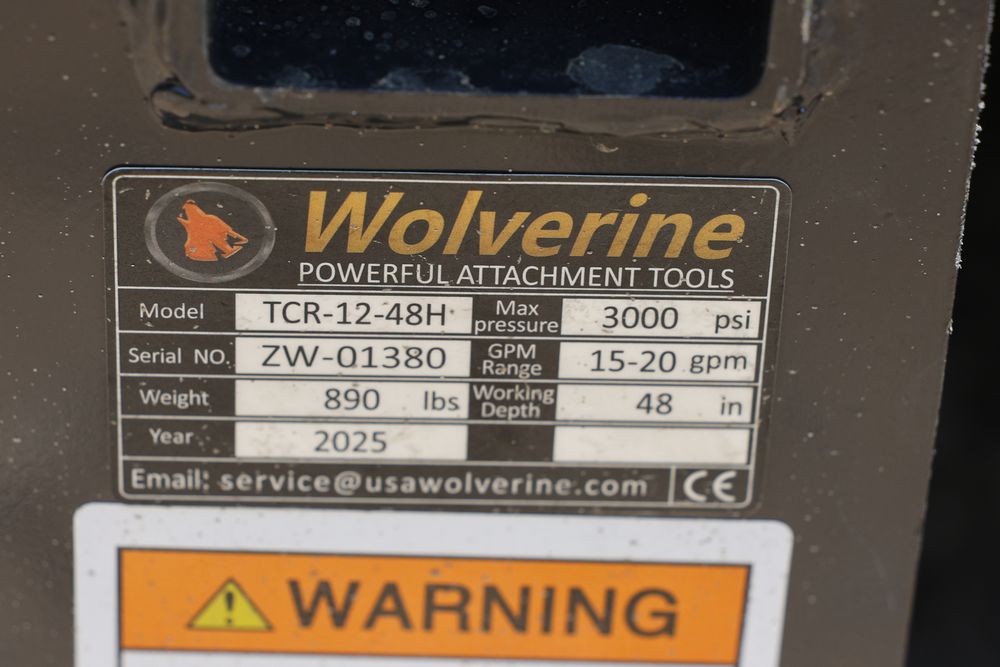 Wolverine
POWERFUL ATTACHMENT TOOLS
Model TCR-12-48H Max pressure 3000 psi
Serial NO. ZW-01380 GPM Range 15-20 gpm
Weight 890 lbs Working Depth 48 in
Year 2025
Email: service@usawolverine.com CE
WARNING